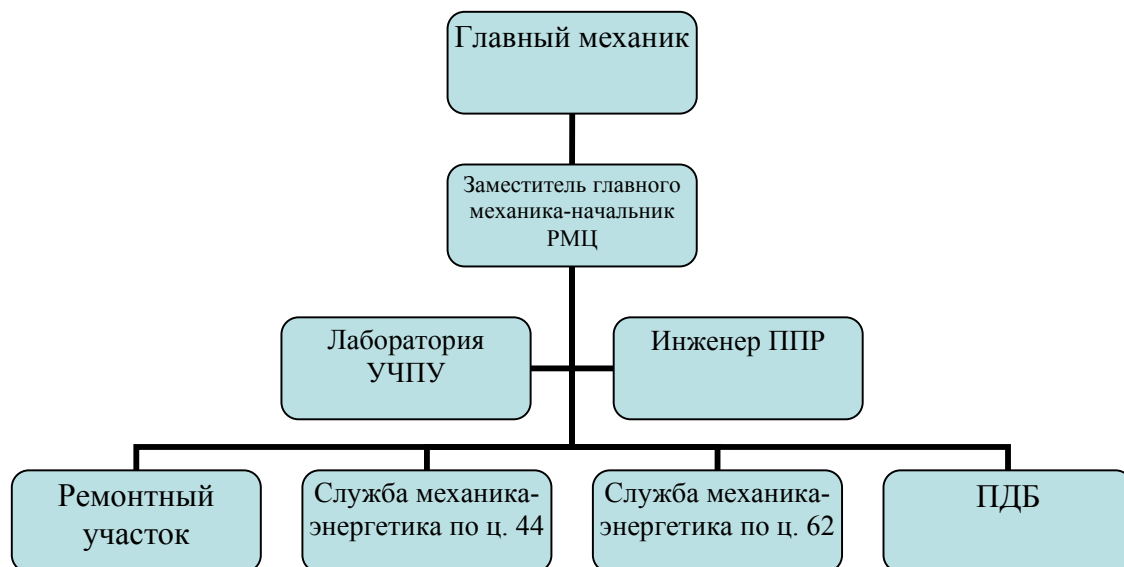 Главный механик
Заместитель главного
механика-начальник
РМЦ
Лаборатория
УЧПУ
Инженер ППР
Ремонтный
участок
Служба механика-
энергетика по ц. 44
Служба механика-
энергетика по ц. 62
ПДБ